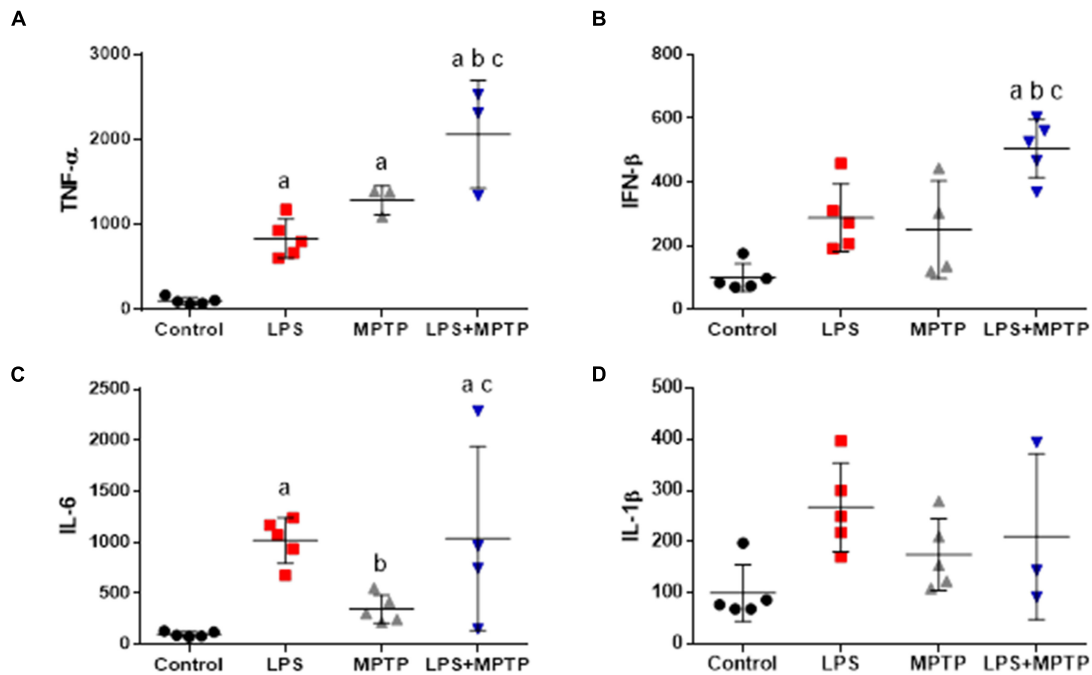 A
TNF-α
3000
2000
1000
0
a
a
a b c
Control LPS MPTP LPS+MPTP
B
IFN-β
800
600
400
200
0
a b c
Control LPS MPTP LPS+MPTP
C
IL-6
2500
2000
1500
1000
500
0
a
b
a c
Control LPS MPTP LPS+MPTP
D
IL-1β
500
400
300
200
100
0
Control LPS MPTP LPS+MPTP